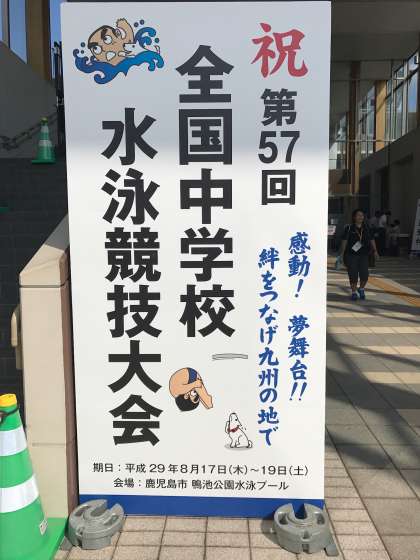 祝
第57回
全国中学校
水泳競技大会
感動！ 夢舞台!!
絆をつなげ九州の地で
期日：平成29年8月17日(木)～19日(土)
会場：鹿児島市 鴨池公園水泳プール